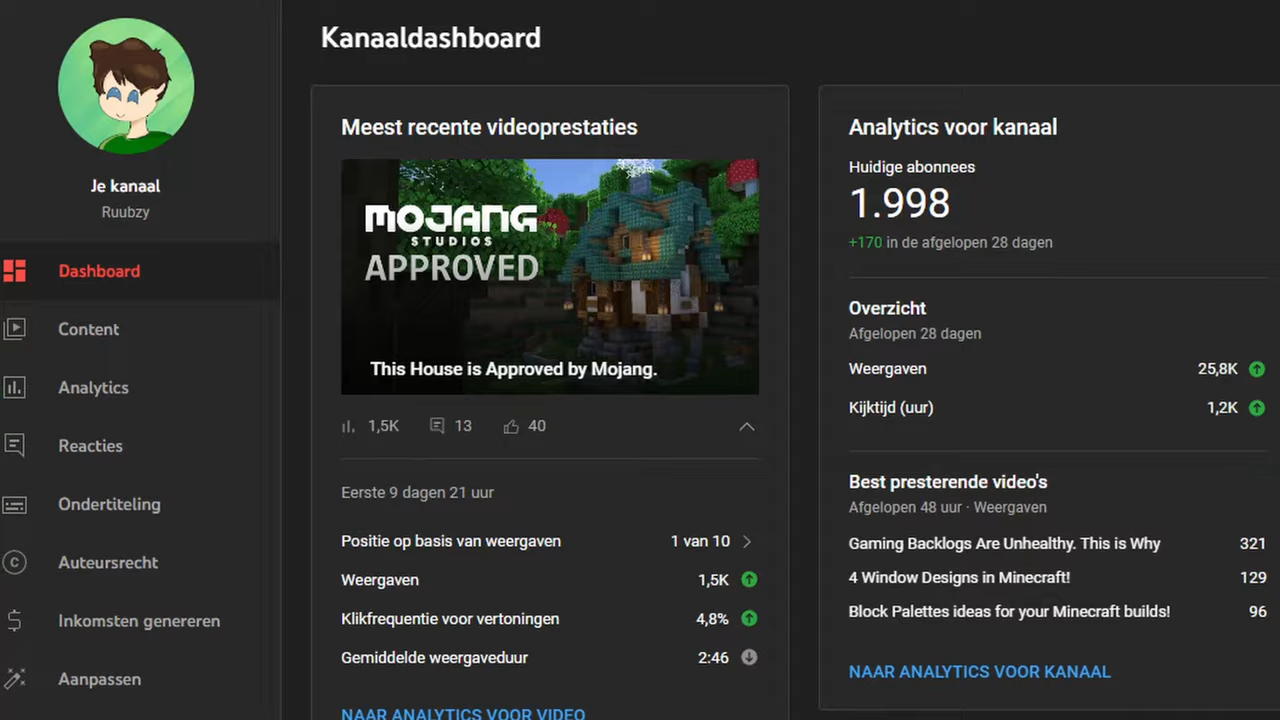 Kanaaldashboard
Je kanaal
Ruubzy
Dashboard
Content
Analytics
Reacties
Ondertiteling
Auteursrecht
Inkomsten genereren
Aanpassen
Meest recente videoprestaties
MOJANG
STUDIOS
APPROVED
This House is Approved by Mojang.
1,5K 13 40
Eerste 9 dagen 21 uur
Positie op basis van weergaven 1 van 10
Weergaven 1,5K
Klikfrequentie voor vertoningen 4,8%
Gemiddelde weergaveduur 2:46
NAAR ANALYTICS VOOR VIDEO
Analytics voor kanaal
Huidige abonnees
1.998
+170 in de afgelopen 28 dagen
Overzicht
Afgelopen 28 dagen
Weergaven 25,8K
Kijktijd (uur) 1,2K
Best presterende video's
Afgelopen 48 uur · Weergaven
Gaming Backlogs Are Unhealthy. This is Why 321
4 Window Designs in Minecraft! 129
Block Palettes ideas for your Minecraft builds! 96
NAAR ANALYTICS VOOR KANAAL